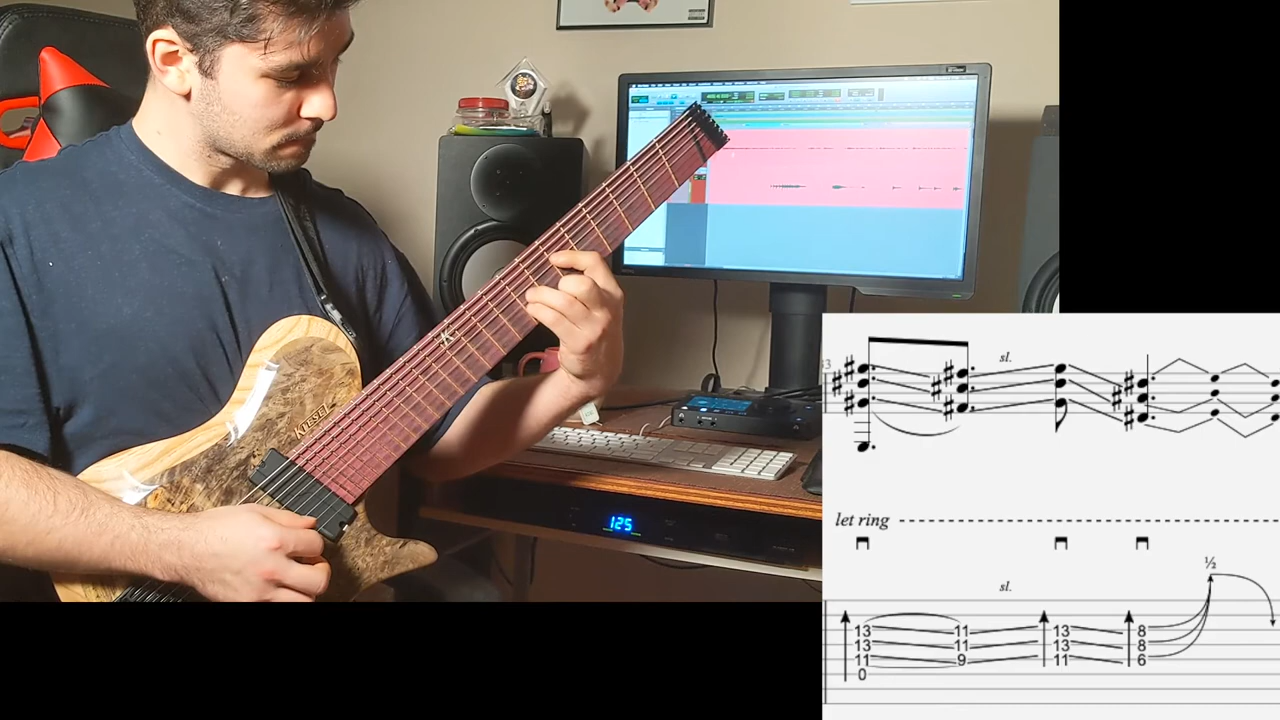 K
KIESEL
125
3
sl.
let ring
½
sl.
13 11 13 8
13 11 13 8
11 9 11 6
0